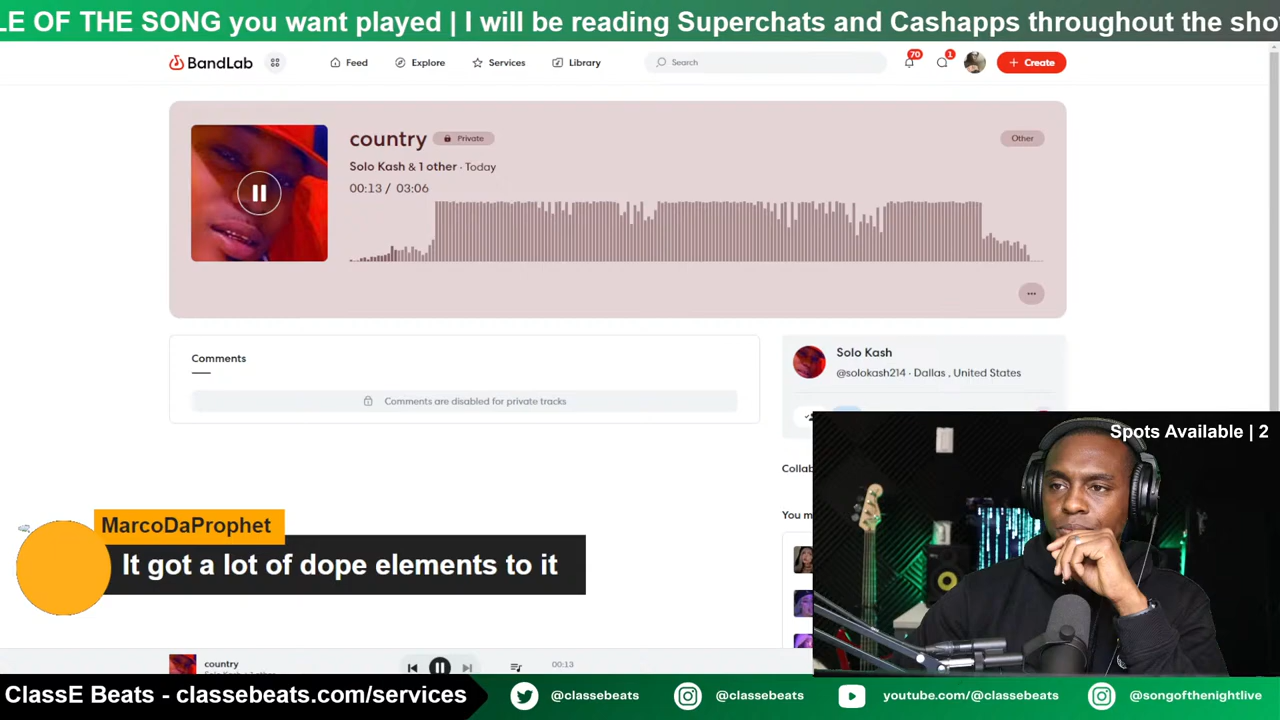 LE OF THE SONG you want played | I will be reading Superchats and Cashapps throughout the sho
BandLab
Feed
Explore
Services
Library
Search
70
1
+ Create
country
Private
Other
Solo Kash & 1 other · Today
00:13 / 03:06
Comments
Comments are disabled for private tracks
Solo Kash
@solokash214 · Dallas , United States
Spots Available | 2
Collab
You m
MarcoDaProphet
It got a lot of dope elements to it
country
00:13
ClassE Beats - classebeats.com/services
@classebeats
@classebeats
youtube.com/@classebeats
@songofthenightlive